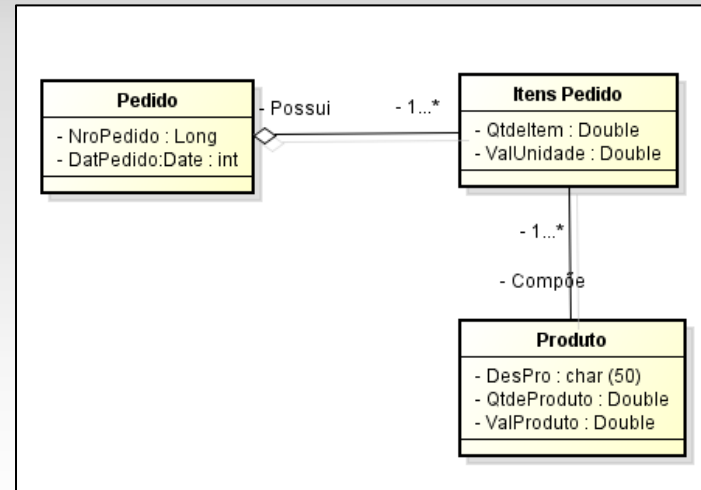 Pedido
- NroPedido : Long
- DatPedido:Date : int
- Possui
- 1...*
Itens Pedido
- QtdeItem : Double
- ValUnidade : Double
- 1...*
- Compõe
Produto
- DesPro : char (50)
- QtdeProduto : Double
- ValProduto : Double